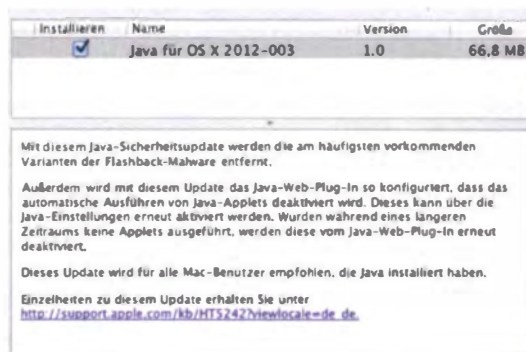 Installieren Name Version Größe
Java für OS X 2012-003 1.0 66,8 MB
Mit diesem Java-Sicherheitsupdate werden die am häufigsten vorkommenden
Varianten der Flashback-Malware entfernt.
Außerdem wird mit diesem Update das Java-Web-Plug-In so konfiguriert, dass das
automatische Ausführen von Java-Applets deaktiviert wird. Dieses kann über die
Java-Einstellungen erneut aktiviert werden. Wurden während eines längeren
Zeitraums keine Applets ausgeführt, werden diese vom Java-Web-Plug-In erneut
deaktiviert.
Dieses Update wird für alle Mac-Benutzer empfohlen, die Java installiert haben.
Einzelheiten zu diesem Update erhalten Sie unter
http://support.apple.com/kb/HT5242?viewlocale=de_de.